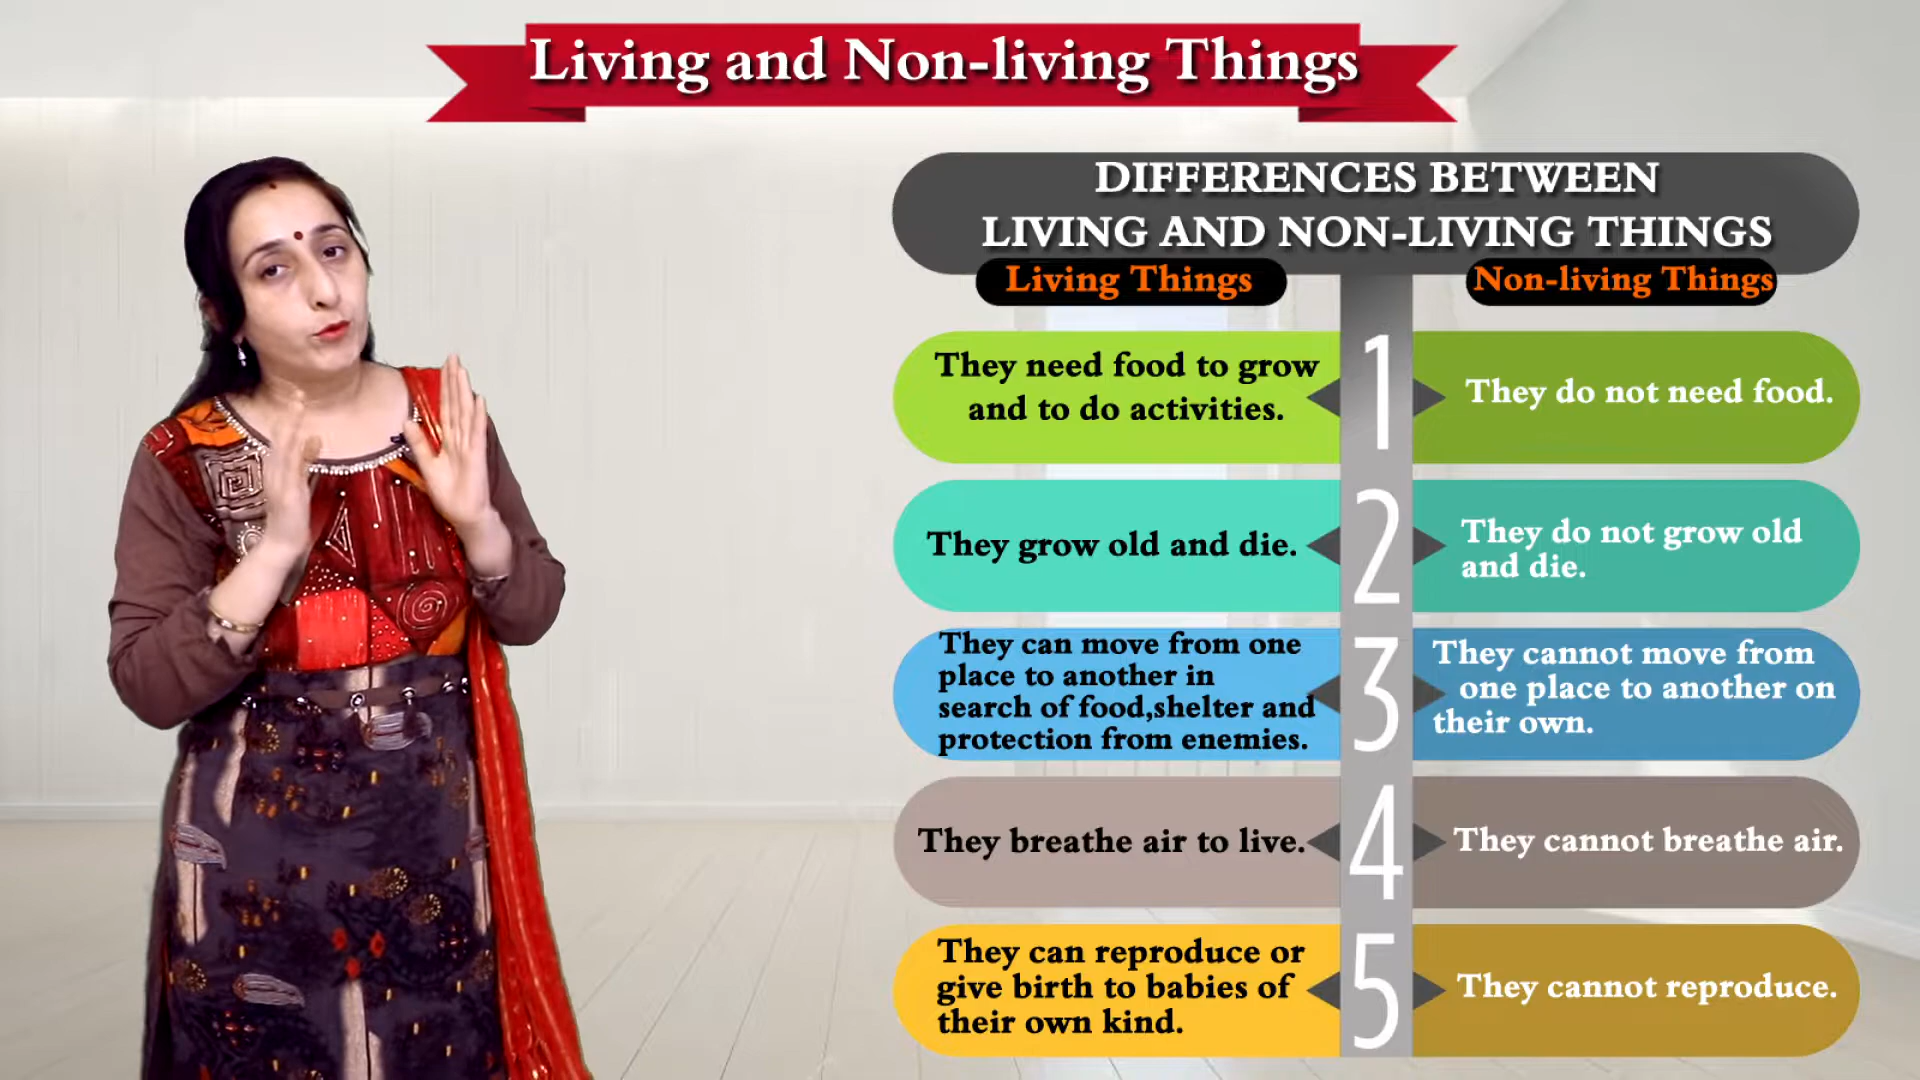 Living and Non-living Things
DIFFERENCES BETWEEN
LIVING AND NON-LIVING THINGS
Living Things
Non-living Things
They need food to grow
and to do activities.
1
They do not need food.
They grow old and die.
2
They do not grow old
and die.
They can move from one
place to another in
search of food,shelter and
protection from enemies.
3
They cannot move from
one place to another on
their own.
They breathe air to live.
4
They cannot breathe air.
They can reproduce or
give birth to babies of
their own kind.
5
They cannot reproduce.